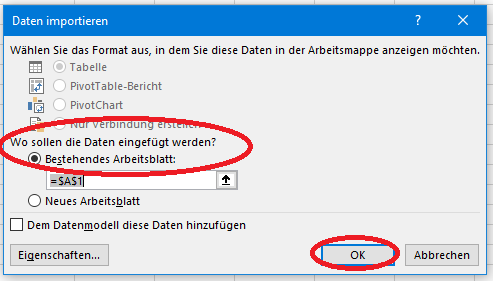 Daten importieren
Wählen Sie das Format aus, in dem Sie diese Daten in der Arbeitsmappe anzeigen möchten.
Tabelle
PivotTable-Bericht
PivotChart
Nur Verbindung erstellen
Wo sollen die Daten eingefügt werden?
Bestehendes Arbeitsblatt:
=$A$1
Neues Arbeitsblatt
Dem Datenmodell diese Daten hinzufügen
Eigenschaften... OK Abbrechen